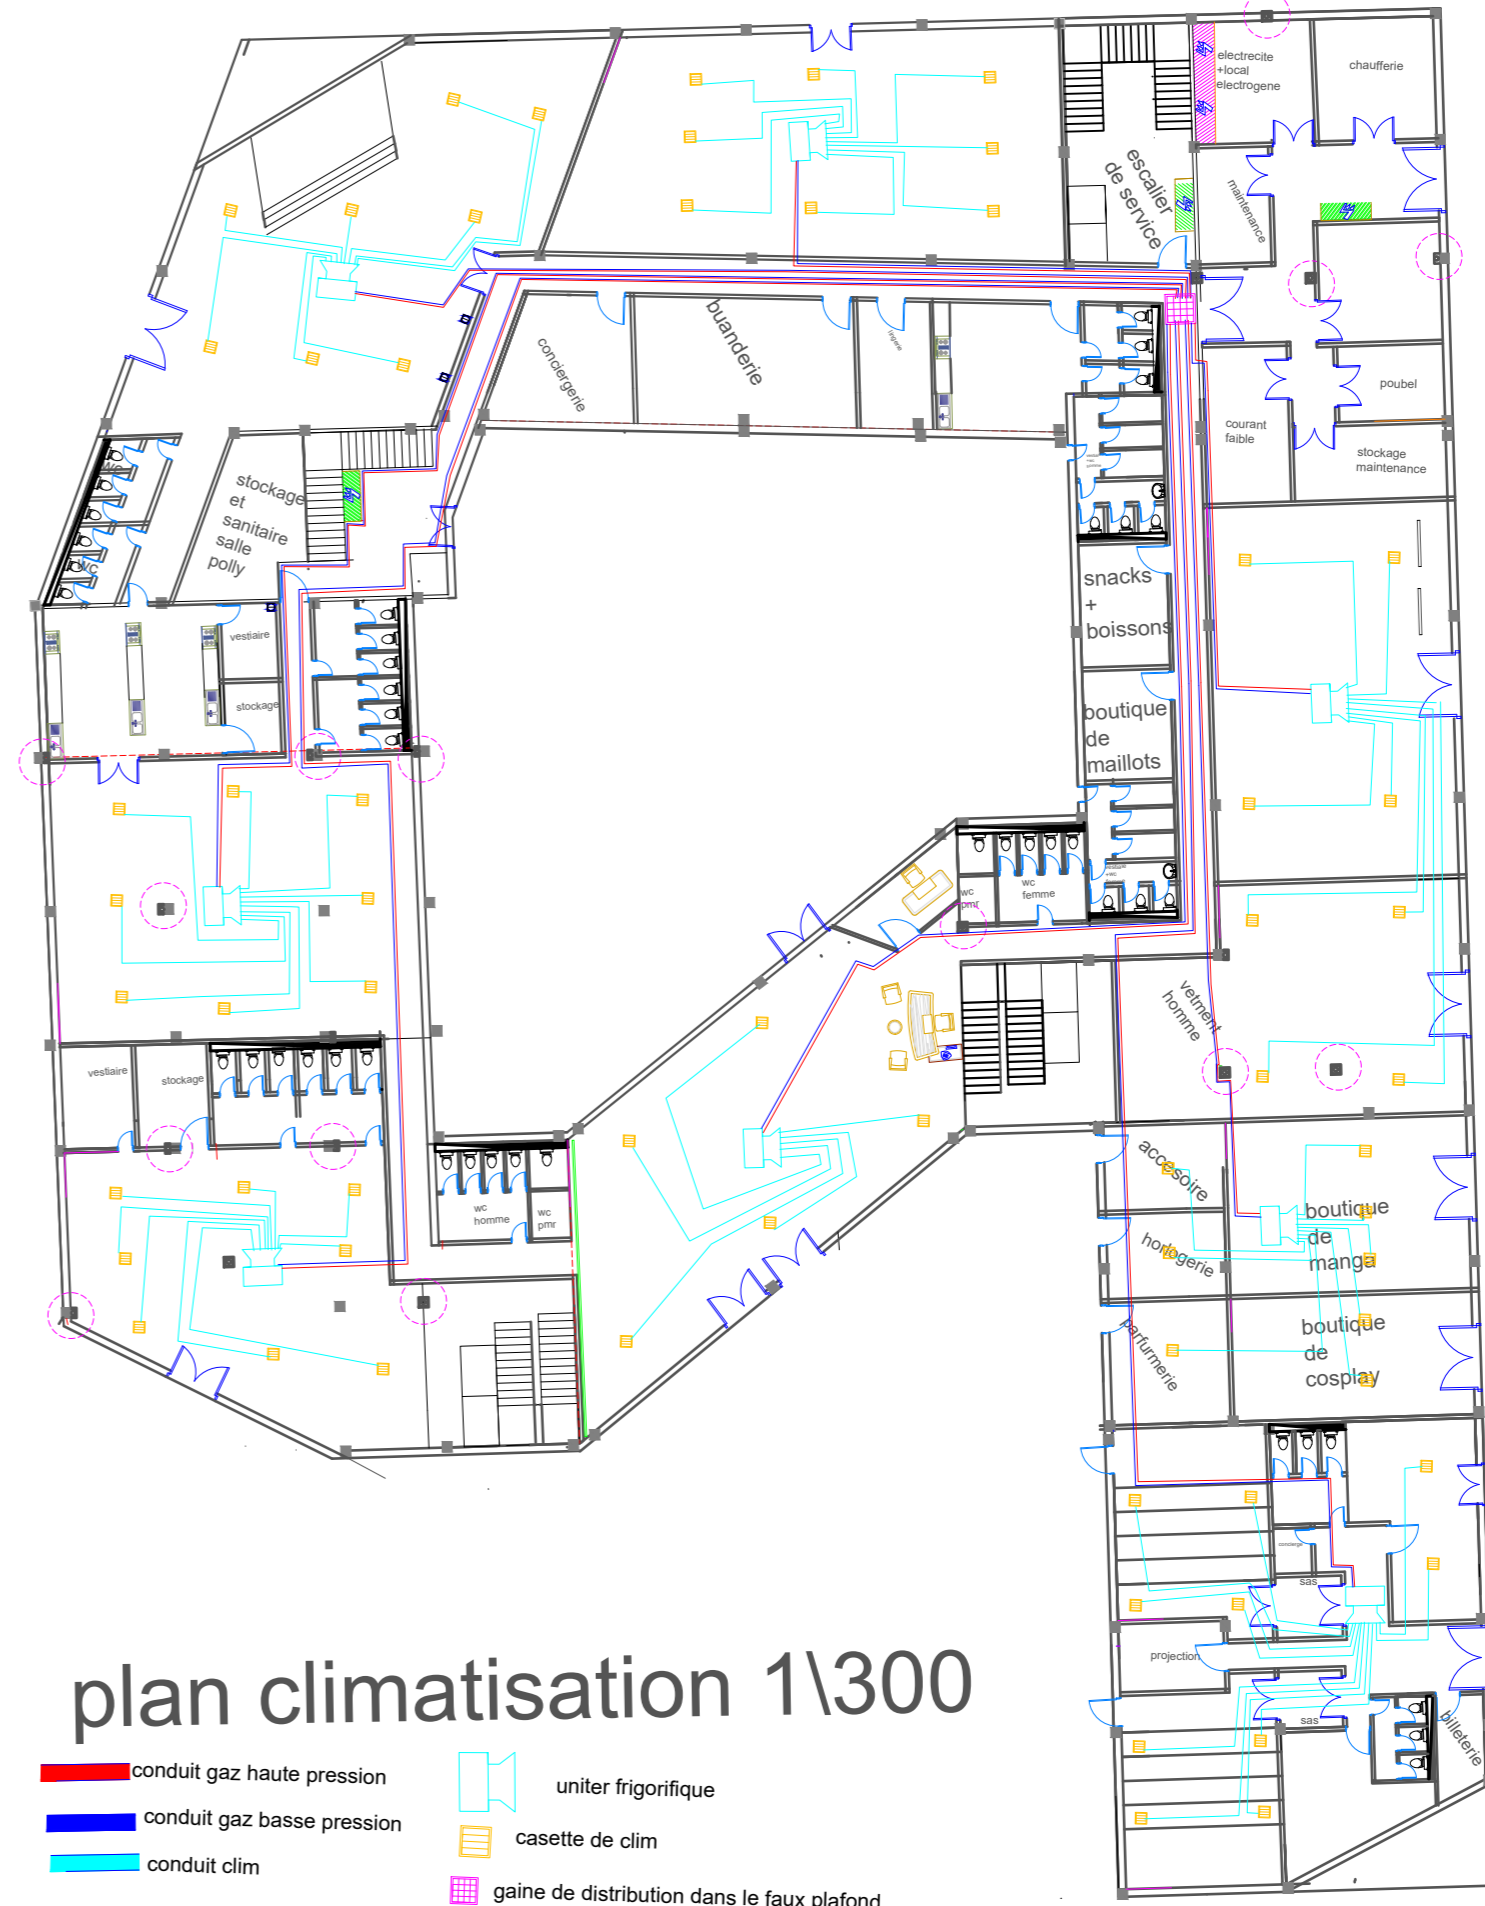 electrecite
+local
electrogene
chaufferie
escalier
de service
maintenance
conciergerie
buanderie
lingerie
poubel
courant
faible
stockage
maintenance
wc
wc
stockage
et
sanitaire
salle
polly
snacks
+
boissons
vestiaire
stockage
boutique
de
maillots
wc
pmr
wc
femme
vetment
homme
vestiaire
stockage
accesoire
horlogerie
parfurmerie
boutique
de
manga
boutique
de
cosplay
wc
homme
wc
pmr
concierge
sas
projection
sas
billeterie
plan climatisation 1\300
conduit gaz haute pression
conduit gaz basse pression
conduit clim
uniter frigorifique
casette de clim
gaine de distribution dans le faux plafond